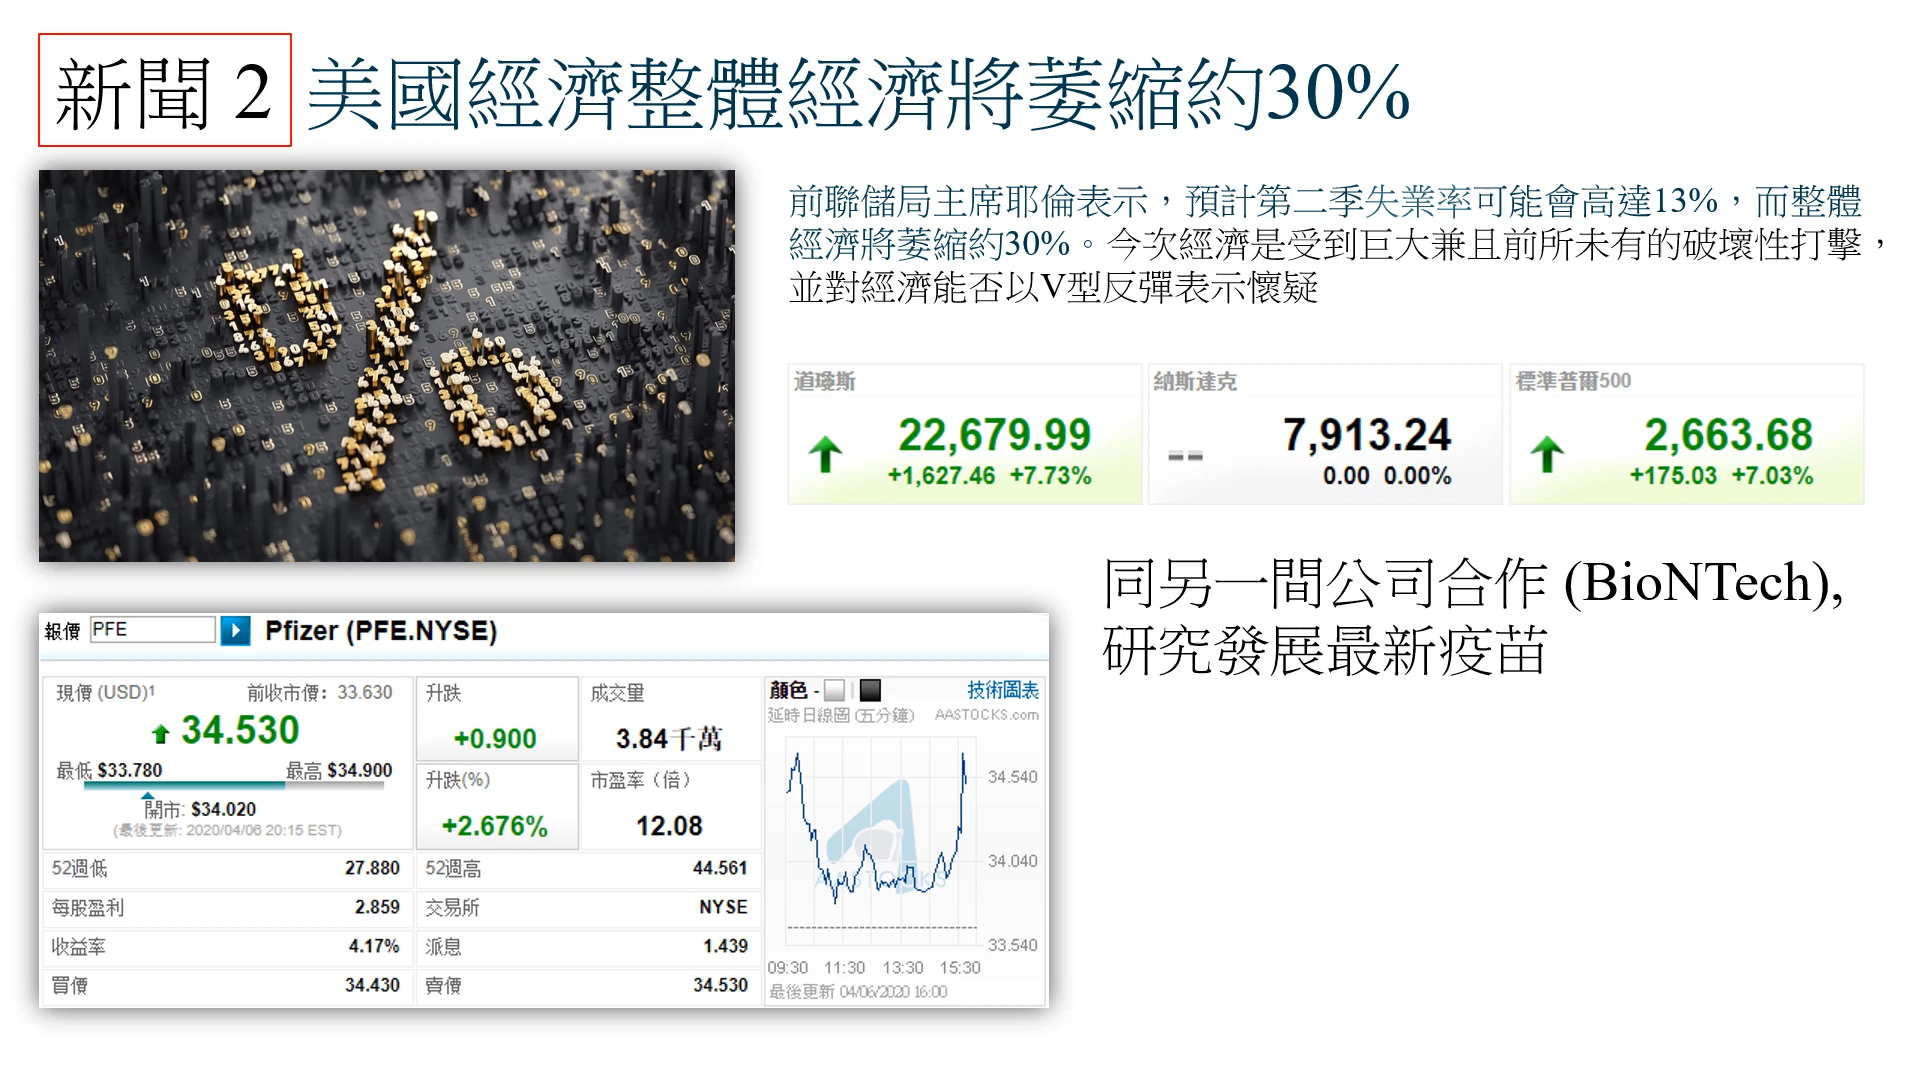 新聞 2
美國經濟整體經濟將萎縮約30%
前聯儲局主席耶倫表示，預計第二季失業率可能會高達13%，而整體
經濟將萎縮約30%。今次經濟是受到巨大兼且前所未有的破壞性打擊，
並對經濟能否以V型反彈表示懷疑
道瓊斯
22,679.99
+1,627.46 +7.73%
納斯達克
7,913.24
0.00 0.00%
標準普爾500
2,663.68
+175.03 +7.03%
同另一間公司合作 (BioNTech),
研究發展最新疫苗
報價 PFE Pfizer (PFE.NYSE)
現價 (USD)¹ 前收市價: 33.630
34.530
最低 $33.780 最高 $34.900
開市: $34.020
(最後更新: 2020/04/06 20:15 EST)
升跌
+0.900
成交量
3.84千萬
升跌(%)
+2.676%
市盈率（倍）
12.08
52週低 27.880 52週高 44.561
每股盈利 2.859 交易所 NYSE
收益率 4.17% 派息 1.439
買價 34.430 賣價 34.530
顏色 - | 技術圖表
延時日線圖 (五分鐘) AASTOCKS.com
AASTOCKS
34.540
34.040
33.540
09:30 11:30 13:30 15:30
最後更新 04/06/2020 16:00